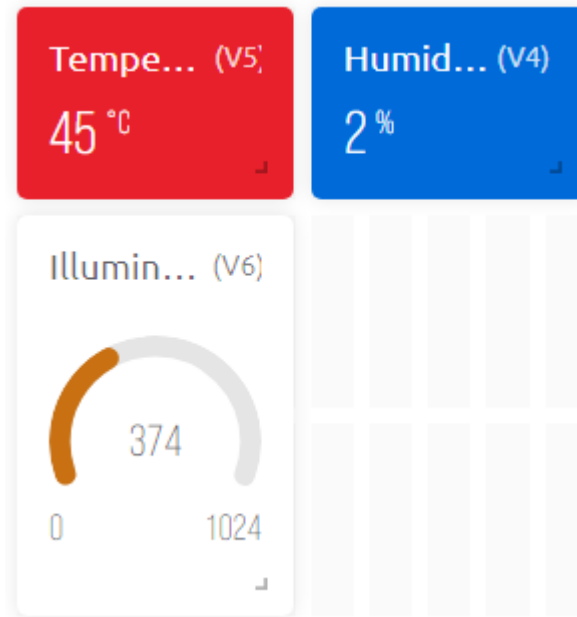 Tempe... (V5)
45 °C
Humid... (V4)
2 %
Illumin... (V6)
374
0 1024